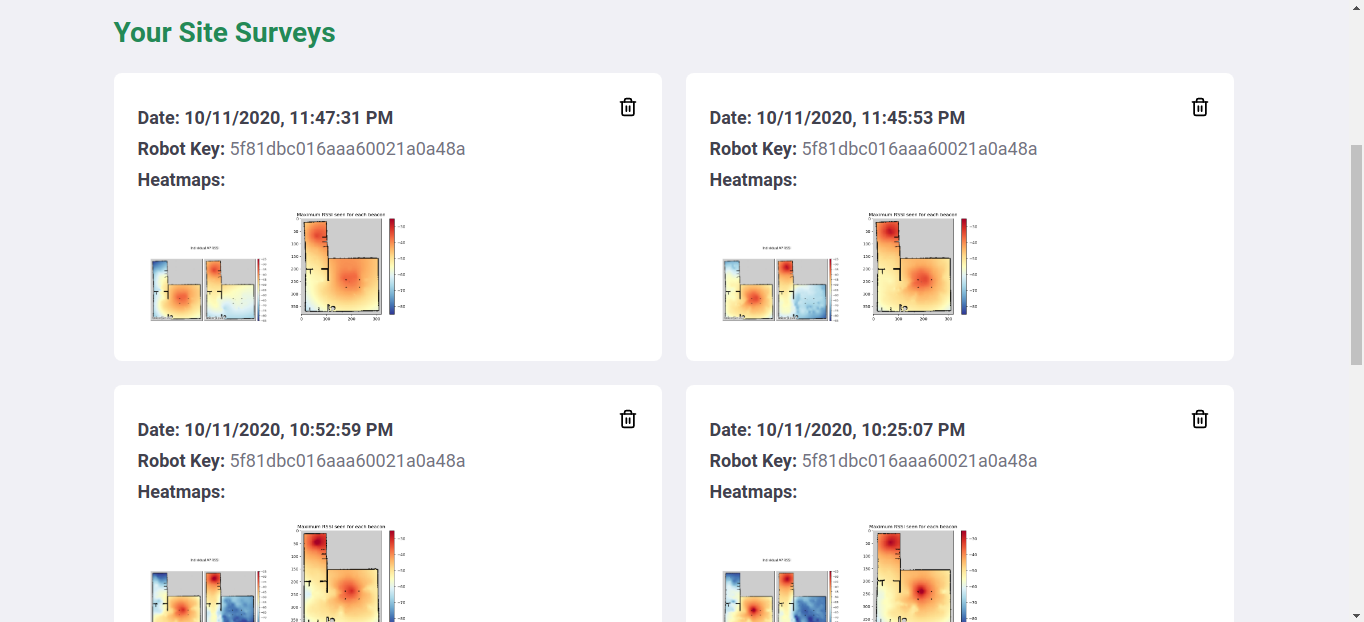 Your Site Surveys
Date: 10/11/2020, 11:47:31 PM
Robot Key: 5f81dbc016aaa60021a0a48a
Heatmaps:
Maximum RSSI seen for each beacon
Date: 10/11/2020, 11:45:53 PM
Robot Key: 5f81dbc016aaa60021a0a48a
Heatmaps:
Maximum RSSI seen for each beacon
Date: 10/11/2020, 10:52:59 PM
Robot Key: 5f81dbc016aaa60021a0a48a
Heatmaps:
Maximum RSSI seen for each beacon
Date: 10/11/2020, 10:25:07 PM
Robot Key: 5f81dbc016aaa60021a0a48a
Heatmaps:
Maximum RSSI seen for each beacon